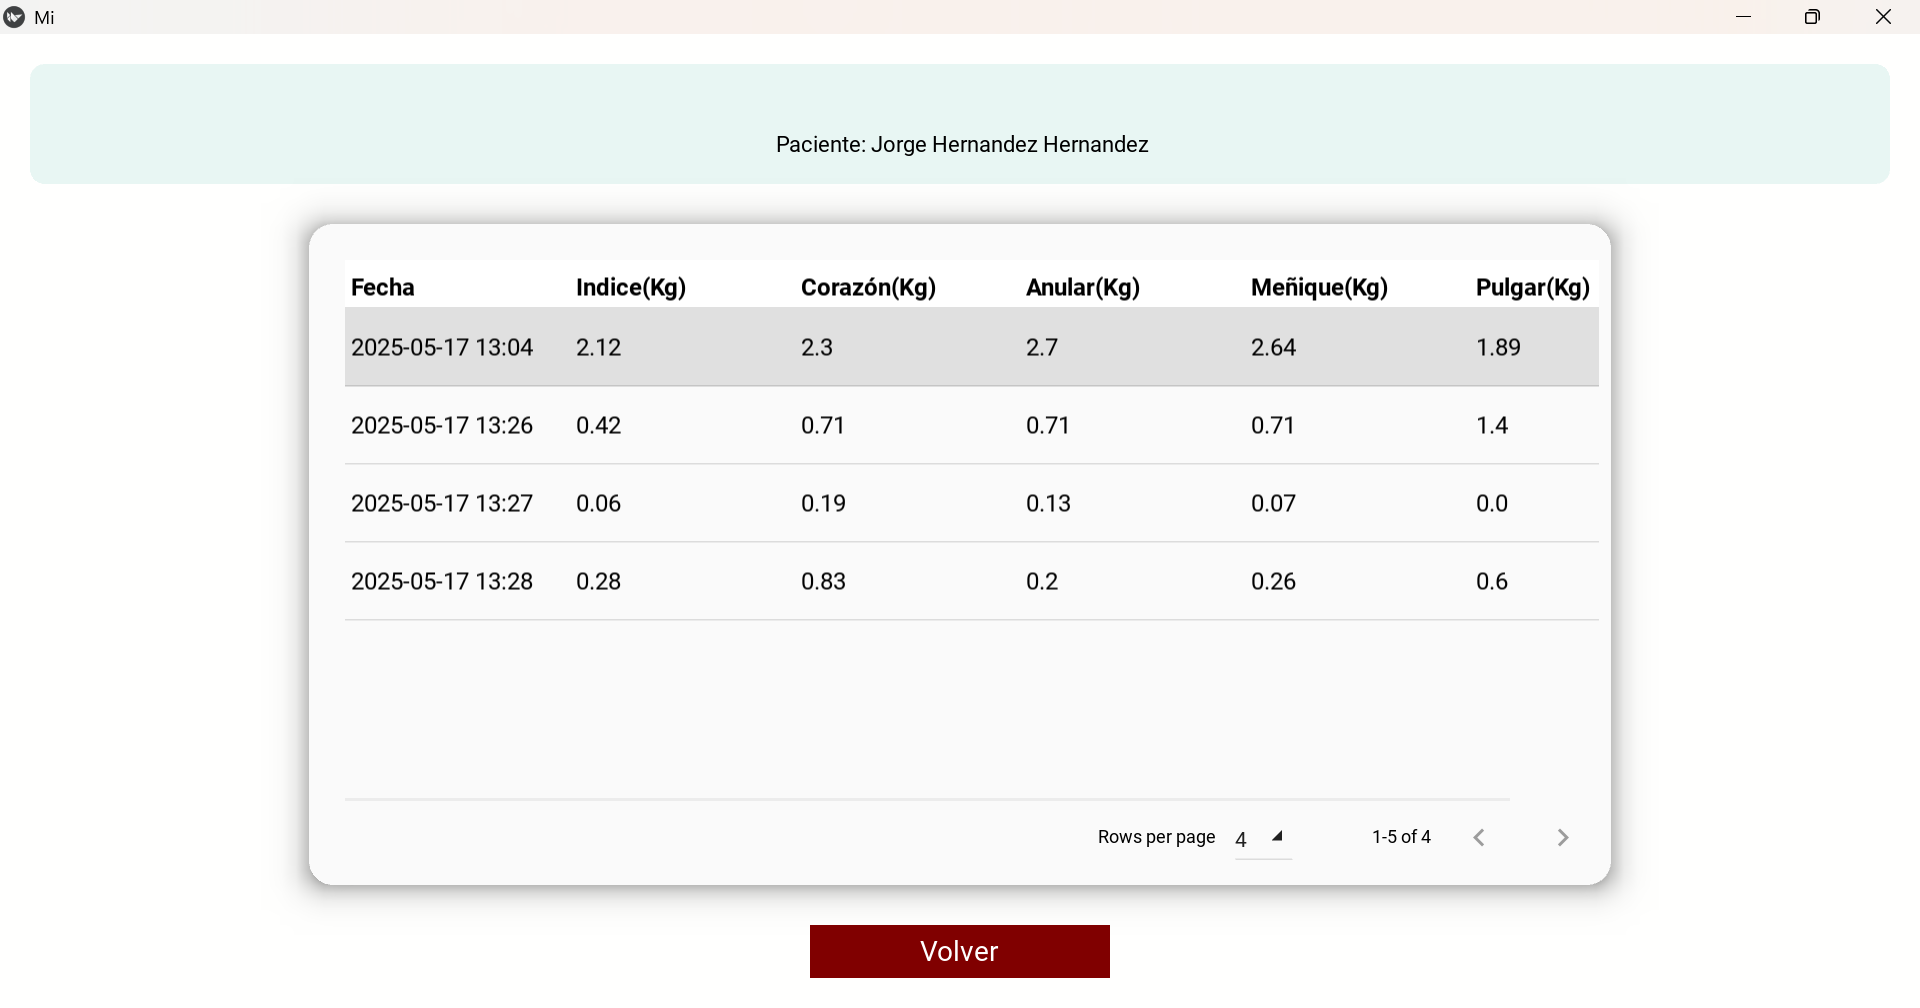 Mi
Paciente: Jorge Hernandez Hernandez
Fecha Indice(Kg) Corazón(Kg) Anular(Kg) Meñique(Kg) Pulgar(Kg)
2025-05-17 13:04 2.12 2.3 2.7 2.64 1.89
2025-05-17 13:26 0.42 0.71 0.71 0.71 1.4
2025-05-17 13:27 0.06 0.19 0.13 0.07 0.0
2025-05-17 13:28 0.28 0.83 0.2 0.26 0.6
Rows per page 4 1-5 of 4
Volver